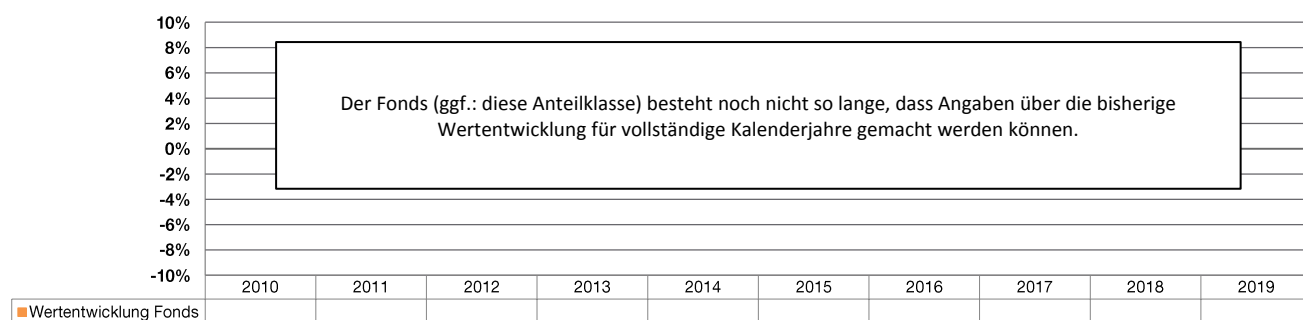 10%
8%
6%
4%
2%
0%
-2%
-4%
-6%
-8%
-10%
Der Fonds (ggf.: diese Anteilklasse) besteht noch nicht so lange, dass Angaben über die bisherige
Wertentwicklung für vollständige Kalenderjahre gemacht werden können.
2010 2011 2012 2013 2014 2015 2016 2017 2018 2019
Wertentwicklung Fonds